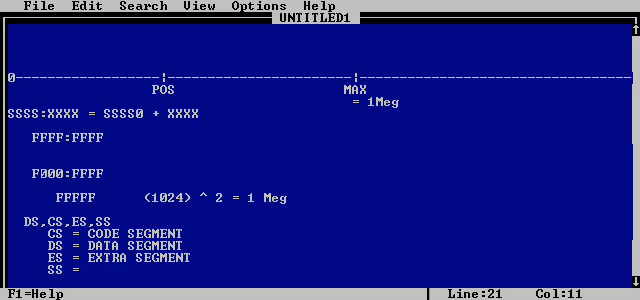 File Edit Search View Options Help
UNTITLED1
0------------------¦-----------------------¦----------------------------------
POS MAX
= 1Meg
SSSS:XXXX = SSSS0 + XXXX
FFFF:FFFF
F000:FFFF
FFFFF (1024) ^ 2 = 1 Meg
DS,CS,ES,SS
CS = CODE SEGMENT
DS = DATA SEGMENT
ES = EXTRA SEGMENT
SS =
F1=Help Line:21 Col:11